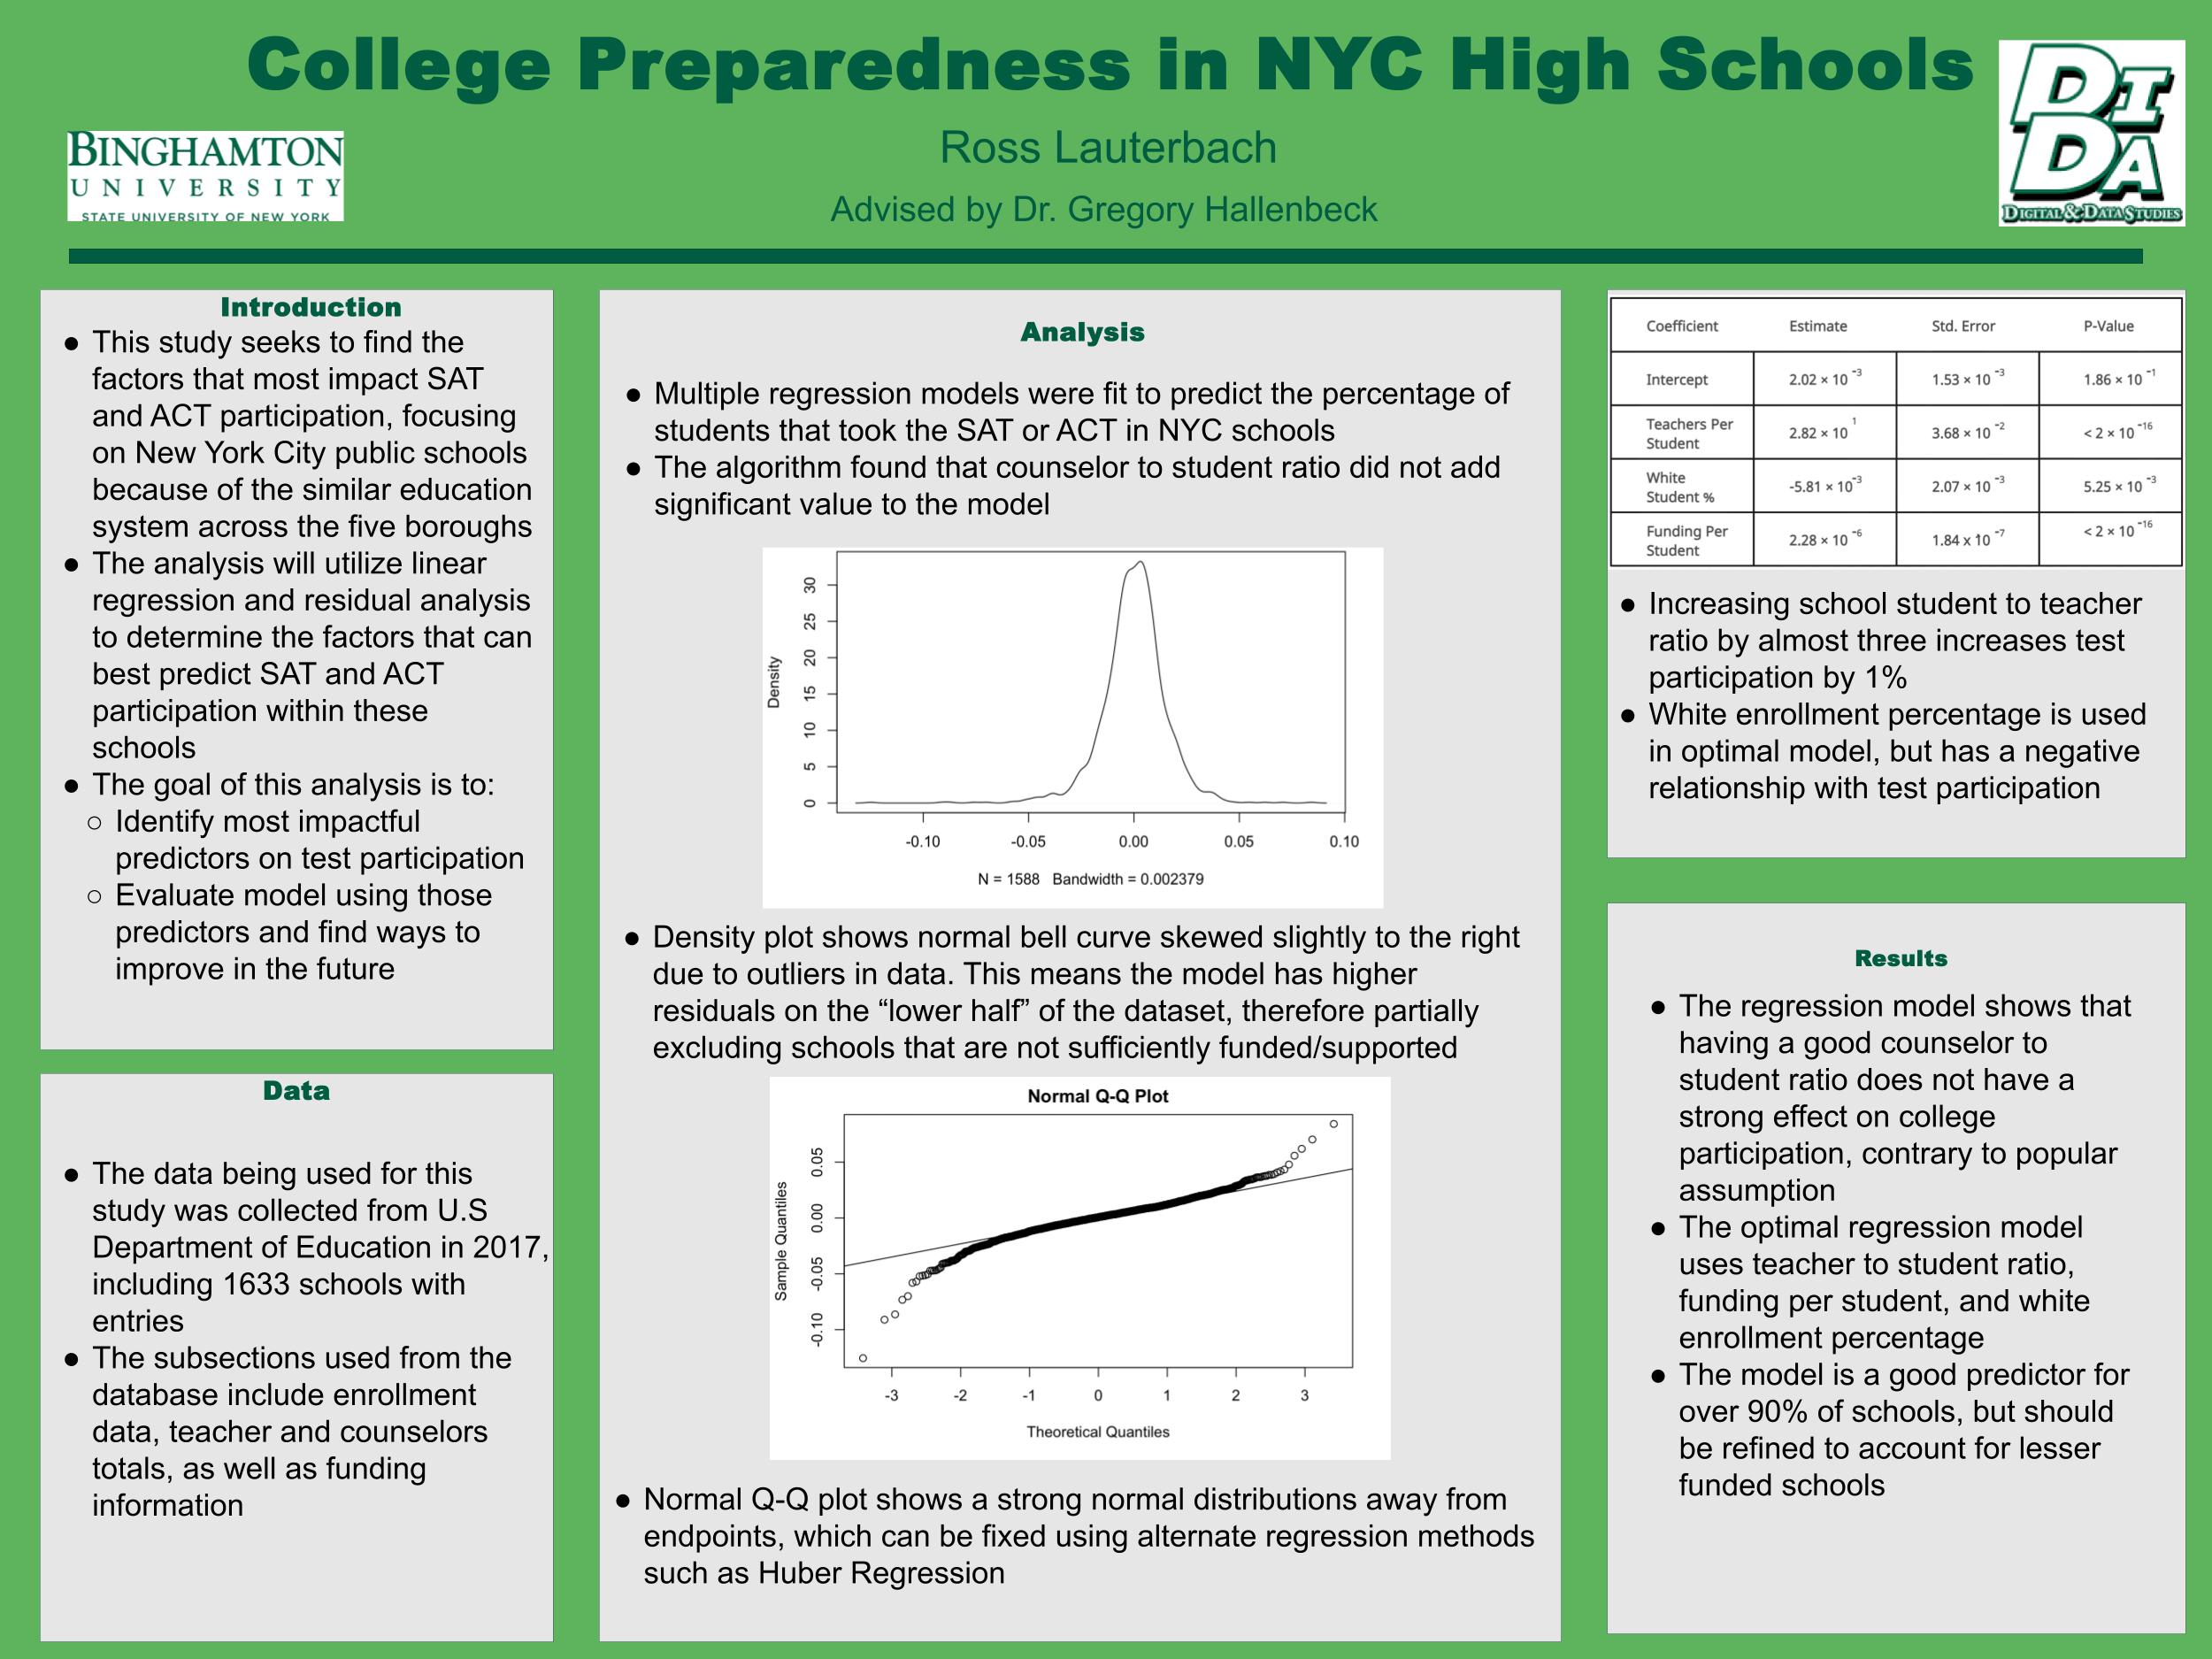 College Preparedness in NYC High Schools
Ross Lauterbach
Advised by Dr. Gregory Hallenbeck
BINGHAMTON
UNIVERSITY
STATE UNIVERSITY OF NEW YORK
DIDA
DIGITAL & DATA STUDIES
Introduction
● This study seeks to find the
factors that most impact SAT
and ACT participation, focusing
on New York City public schools
because of the similar education
system across the five boroughs
● The analysis will utilize linear
regression and residual analysis
to determine the factors that can
best predict SAT and ACT
participation within these
schools
● The goal of this analysis is to:
○ Identify most impactful
predictors on test participation
○ Evaluate model using those
predictors and find ways to
improve in the future
Data
● The data being used for this
study was collected from U.S
Department of Education in 2017,
including 1633 schools with
entries
● The subsections used from the
database include enrollment
data, teacher and counselors
totals, as well as funding
information
Analysis
● Multiple regression models were fit to predict the percentage of
students that took the SAT or ACT in NYC schools
● The algorithm found that counselor to student ratio did not add
significant value to the model
Density
30
25
20
15
10
5
0
-0.10 -0.05 0.00 0.05 0.10
N = 1588 Bandwidth = 0.002379
● Density plot shows normal bell curve skewed slightly to the right
due to outliers in data. This means the model has higher
residuals on the “lower half” of the dataset, therefore partially
excluding schools that are not sufficiently funded/supported
Normal Q-Q Plot
Sample Quantiles
0.05
0.00
-0.05
-0.10
-3 -2 -1 0 1 2 3
Theoretical Quantiles
● Normal Q-Q plot shows a strong normal distributions away from
endpoints, which can be fixed using alternate regression methods
such as Huber Regression
Coefficient Estimate Std. Error P-Value
Intercept 2.02 × 10⁻³ 1.53 × 10⁻³ 1.86 × 10⁻¹
Teachers Per
Student 2.82 × 10¹ 3.68 × 10⁻² < 2 × 10⁻¹⁶
White
Student % -5.81 × 10⁻³ 2.07 × 10⁻³ 5.25 × 10⁻³
Funding Per
Student 2.28 × 10⁻⁶ 1.84 x 10⁻⁷ < 2 × 10⁻¹⁶
● Increasing school student to teacher
ratio by almost three increases test
participation by 1%
● White enrollment percentage is used
in optimal model, but has a negative
relationship with test participation
Results
● The regression model shows that
having a good counselor to
student ratio does not have a
strong effect on college
participation, contrary to popular
assumption
● The optimal regression model
uses teacher to student ratio,
funding per student, and white
enrollment percentage
● The model is a good predictor for
over 90% of schools, but should
be refined to account for lesser
funded schools